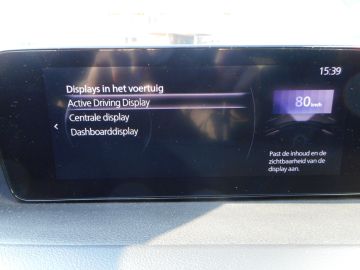 15:39
Displays in het voertuig
Active Driving Display
Centrale display
Dashboarddisplay
80 km/h
Past de inhoud en de
zichtbaarheid van de
display aan.